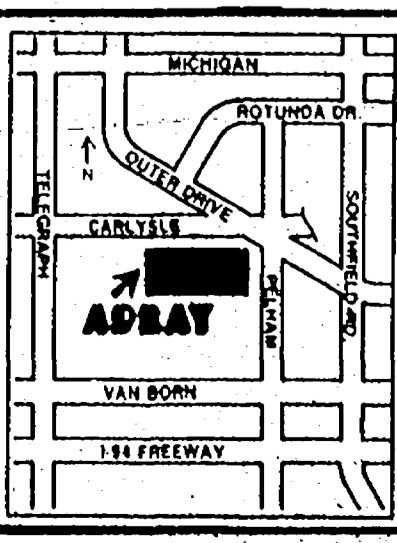 MICHIGAN
ROTUNDA DR.
OUTER DRIVE
N
TELEGRAPH
CARLYSLE
SOUTHFIELD RD.
ADRAY
PELHAM
VAN BORN
I-94 FREEWAY